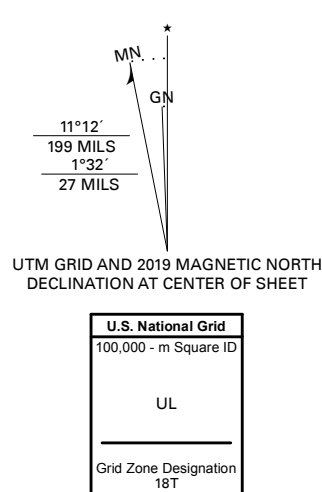 ★
MN
GN
11°12´
199 MILS
1°32´
27 MILS
UTM GRID AND 2019 MAGNETIC NORTH
DECLINATION AT CENTER OF SHEET
U.S. National Grid
100,000 - m Square ID
UL
Grid Zone Designation
18T